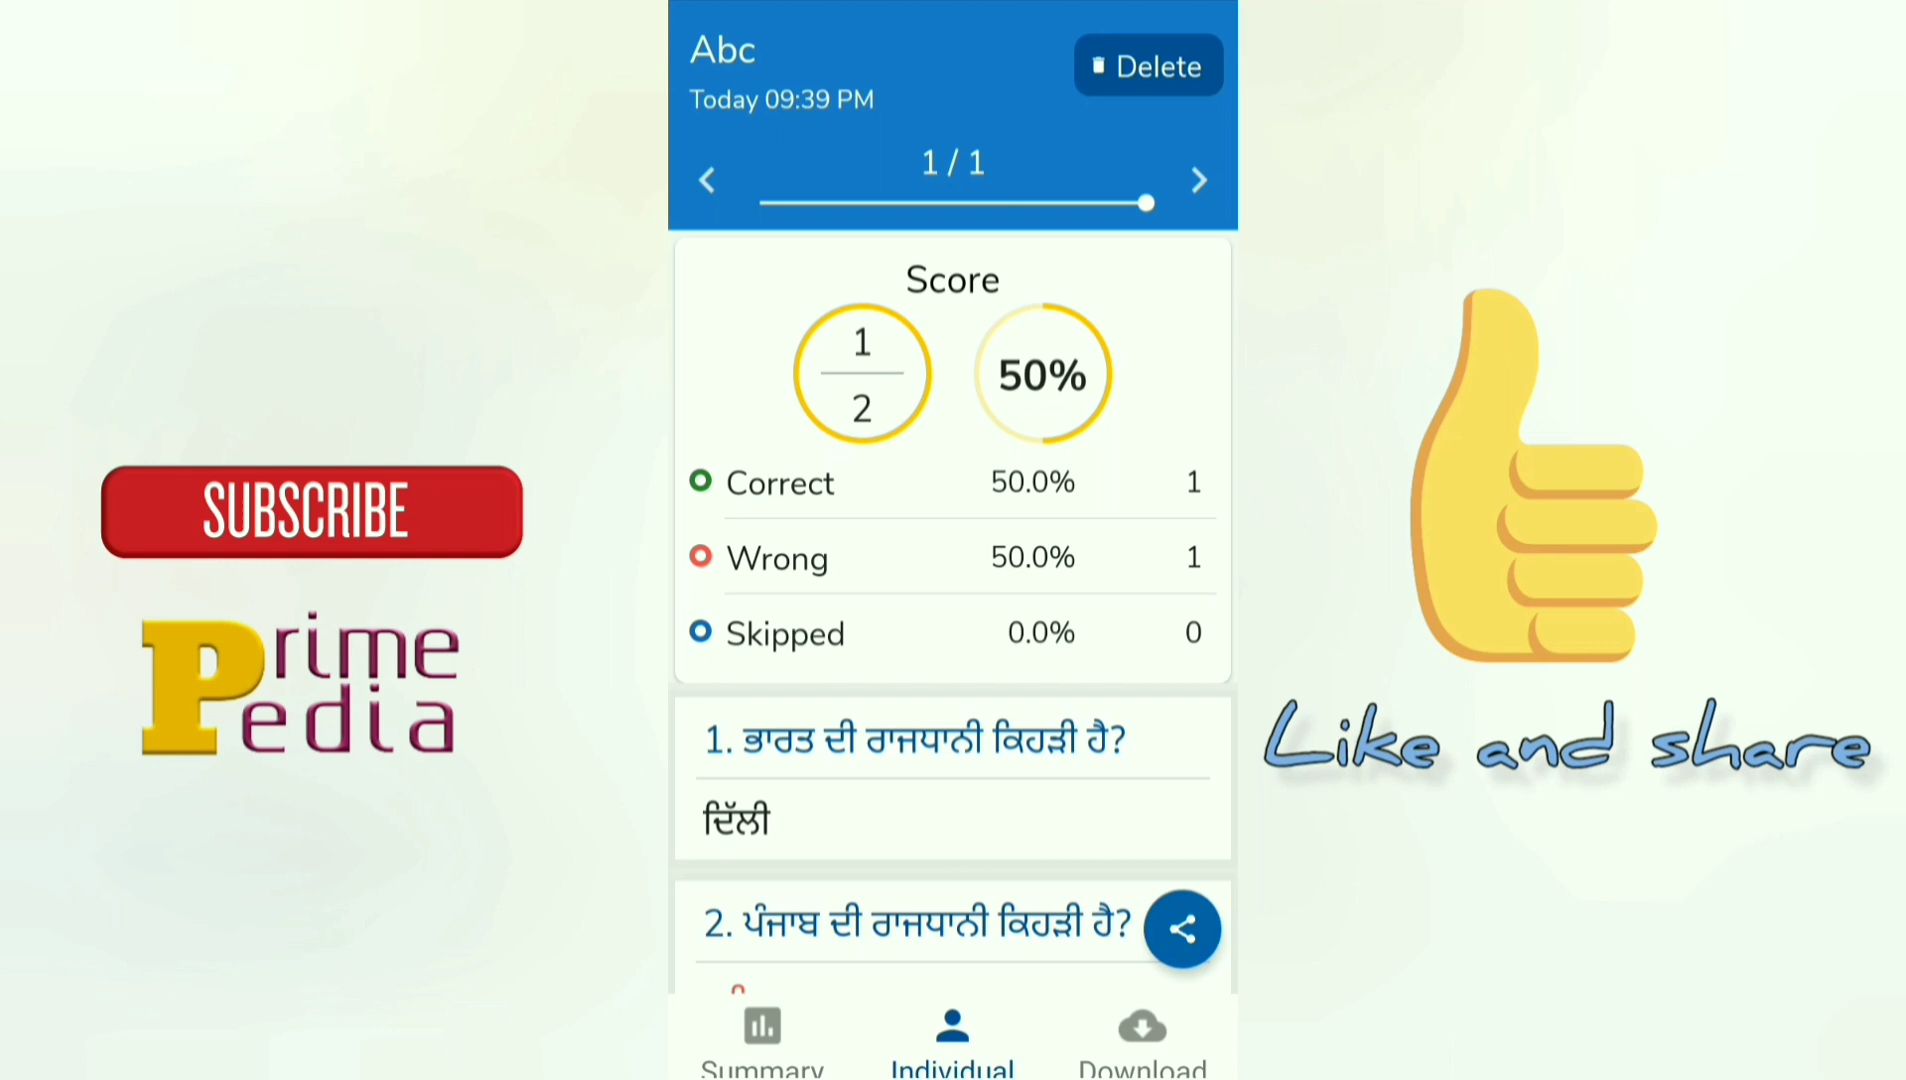 Abc
Delete
Today 09:39 PM
1 / 1
Score
1
2
50%
Correct 50.0% 1
Wrong 50.0% 1
Skipped 0.0% 0
1. ਭਾਰਤ ਦੀ ਰਾਜਧਾਨੀ ਕਿਹੜੀ ਹੈ?
ਦਿੱਲੀ
2. ਪੰਜਾਬ ਦੀ ਰਾਜਧਾਨੀ ਕਿਹੜੀ ਹੈ?
Summary Individual Download
SUBSCRIBE
Prime
Pedia
Like and share